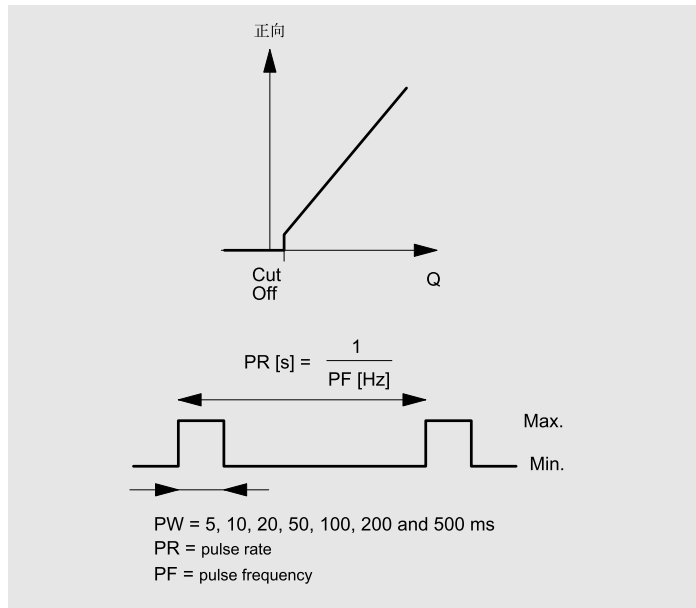 正向
Cut
Off
Q
PR [s] = 1
PF [Hz]
Max.
Min.
PW = 5, 10, 20, 50, 100, 200 and 500 ms
PR = pulse rate
PF = pulse frequency